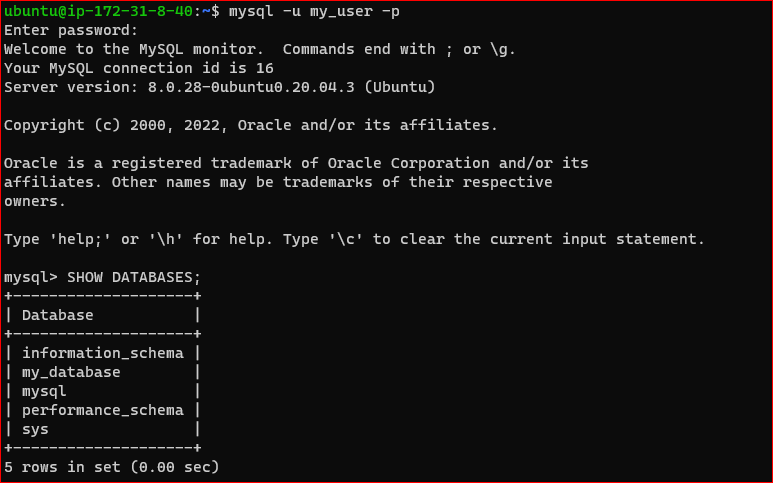 ubuntu@ip-172-31-8-40:~$ mysql -u my_user -p
Enter password:
Welcome to the MySQL monitor.  Commands end with ; or \g.
Your MySQL connection id is 16
Server version: 8.0.28-0ubuntu0.20.04.3 (Ubuntu)

Copyright (c) 2000, 2022, Oracle and/or its affiliates.

Oracle is a registered trademark of Oracle Corporation and/or its
affiliates. Other names may be trademarks of their respective
owners.

Type 'help;' or '\h' for help. Type '\c' to clear the current input statement.

mysql> SHOW DATABASES;
+--------------------+
| Database           |
+--------------------+
| information_schema |
| my_database        |
| mysql              |
| performance_schema |
| sys                |
+--------------------+
5 rows in set (0.00 sec)